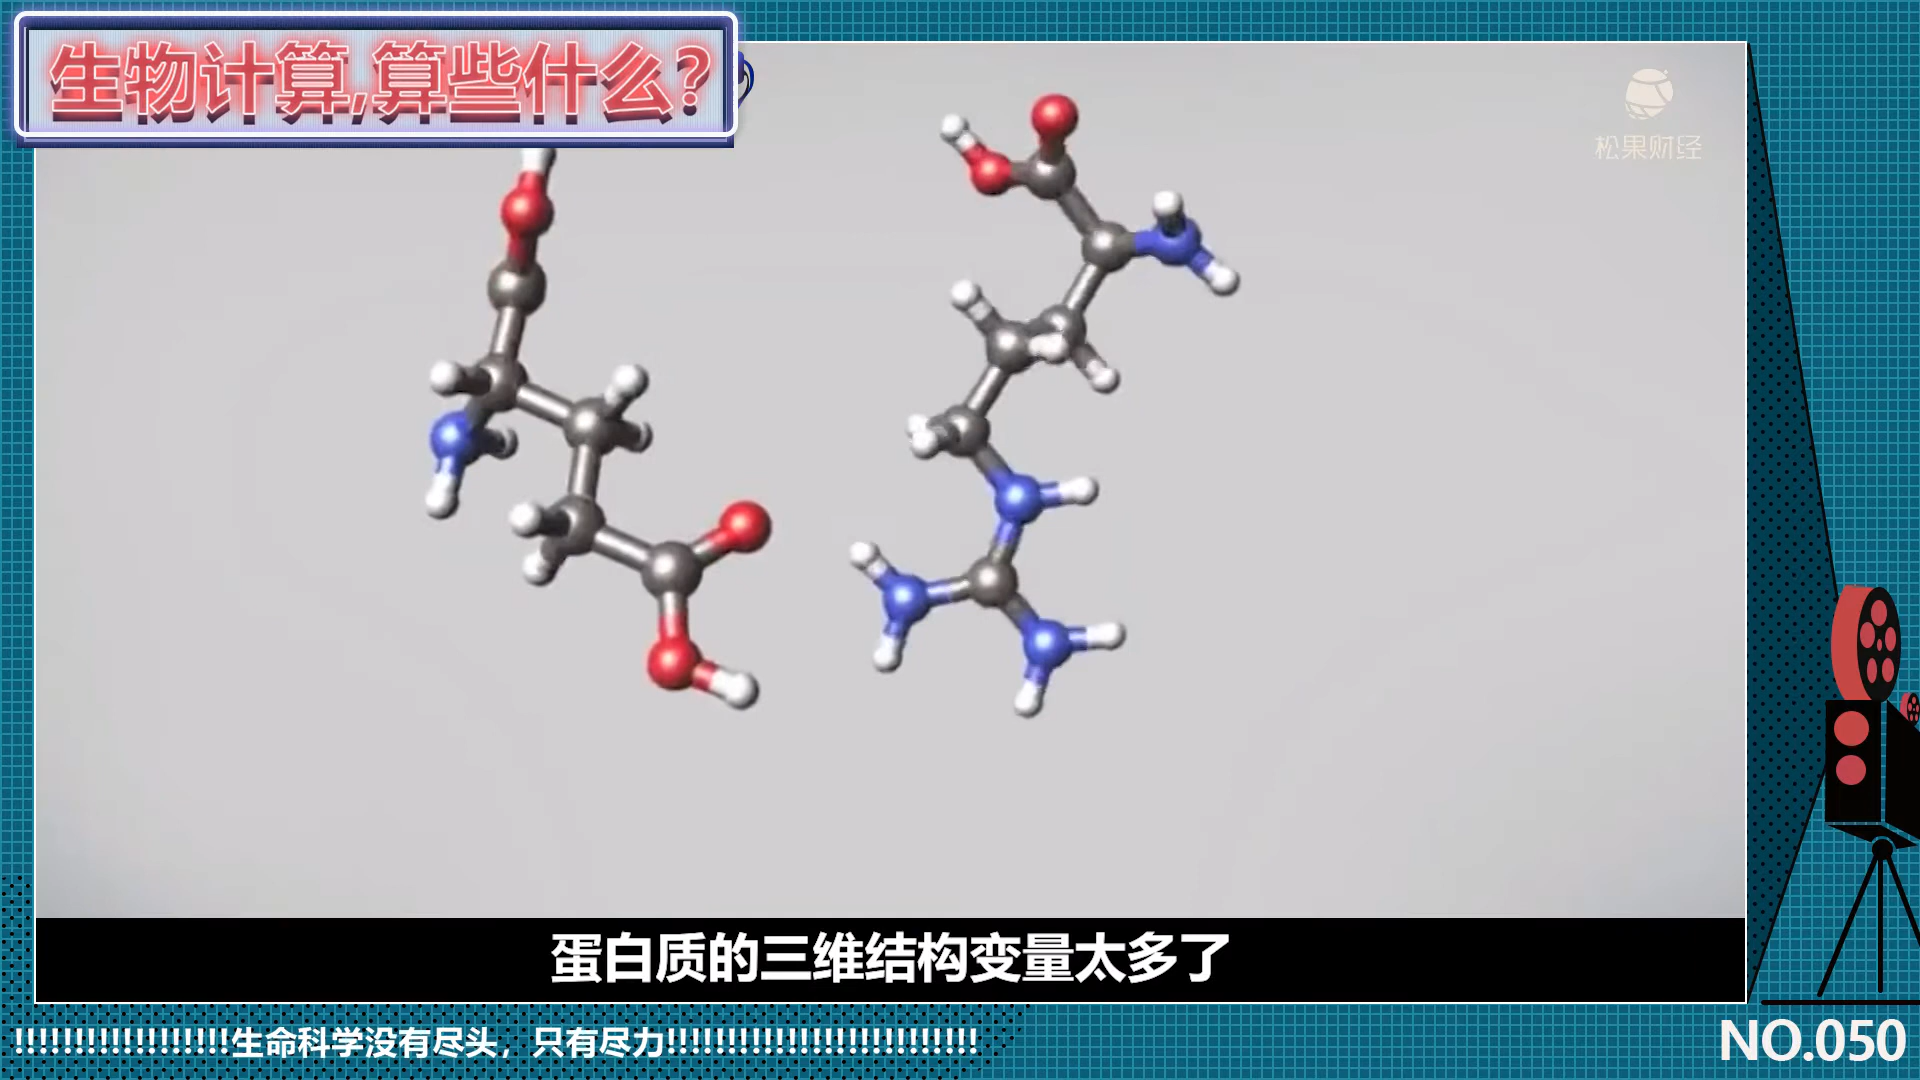 生物计算,算些什么?
松果财经
蛋白质的三维结构变量太多了
!!!!!!!!!!!!!!!!!!生命科学没有尽头，只有尽力!!!!!!!!!!!!!!!!!!!!!!!!!!
NO.050